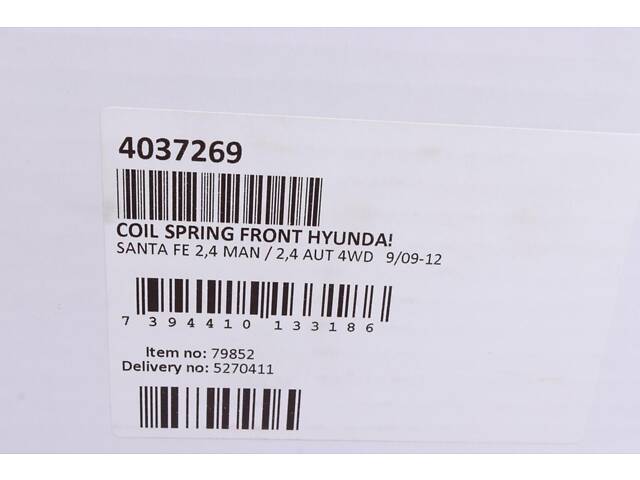 4037269
COIL SPRING FRONT HYUNDA!
SANTA FE 2,4 MAN / 2,4 AUT 4WD 9/09-12
7 394410 133186
Item no: 79852
Delivery no: 5270411